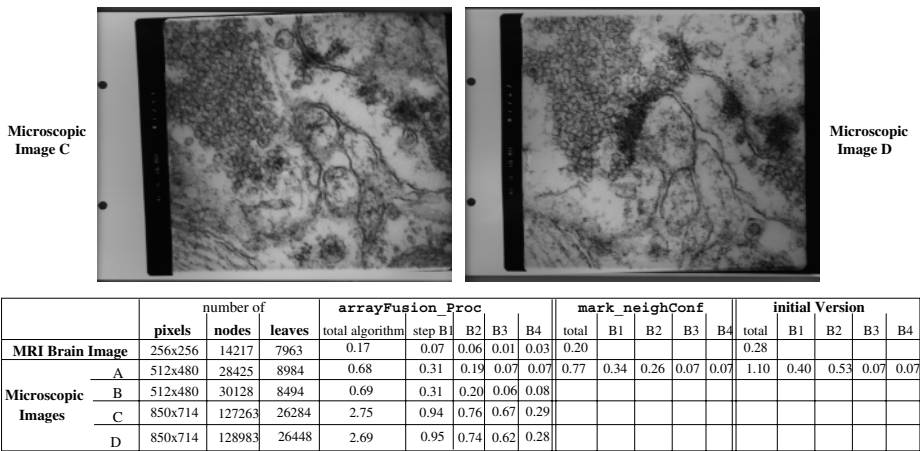 Microscopic
Image C
Microscopic
Image D
number of | arrayFusion_Proc | mark_neighConf | initial Version
pixels | nodes | leaves | total algorithm | step B1 | B2 | B3 | B4 | total | B1 | B2 | B3 | B4 | total | B1 | B2 | B3 | B4
MRI Brain Image | 256x256 | 14217 | 7963 | 0.17 | 0.07 | 0.06 | 0.01 | 0.03 | 0.20 | 0.28
Microscopic Images
A | 512x480 | 28425 | 8984 | 0.68 | 0.31 | 0.19 | 0.07 | 0.07 | 0.77 | 0.34 | 0.26 | 0.07 | 0.07 | 1.10 | 0.40 | 0.53 | 0.07 | 0.07
B | 512x480 | 30128 | 8494 | 0.69 | 0.31 | 0.20 | 0.06 | 0.08
C | 850x714 | 127263 | 26284 | 2.75 | 0.94 | 0.76 | 0.67 | 0.29
D | 850x714 | 128983 | 26448 | 2.69 | 0.95 | 0.74 | 0.62 | 0.28